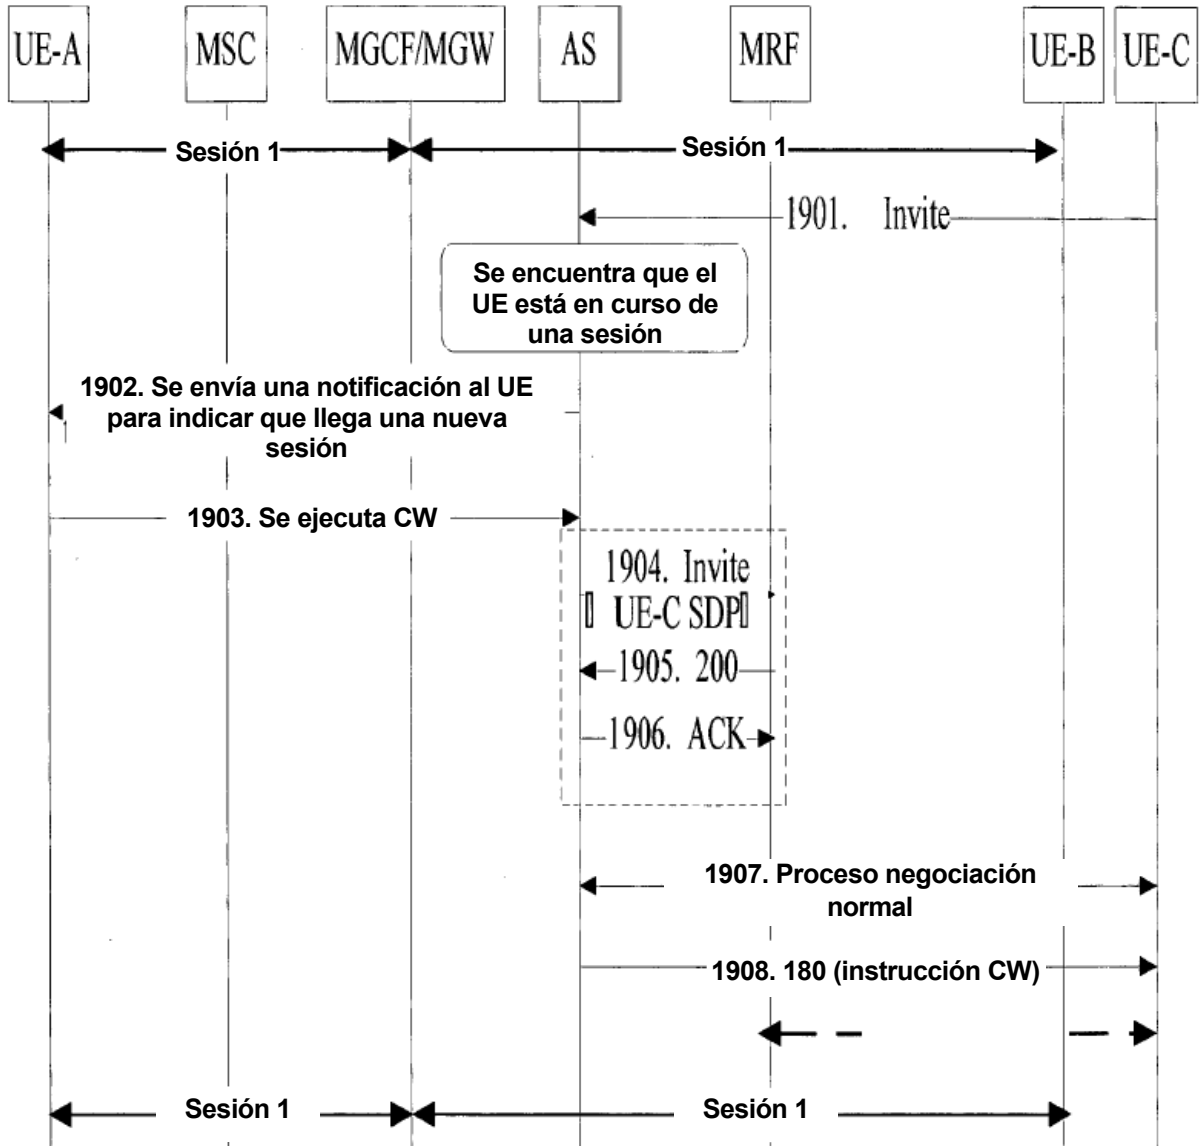 UE-A MSC MGCF/MGW AS MRF UE-B UE-C
Sesión 1 Sesión 1
1901. Invite
Se encuentra que el
UE está en curso de
una sesión
1902. Se envía una notificación al UE
para indicar que llega una nueva
sesión
1903. Se ejecuta CW
1904. Invite
UE-C SDP
1905. 200
1906. ACK
1907. Proceso negociación
normal
1908. 180 (instrucción CW)
Sesión 1 Sesión 1